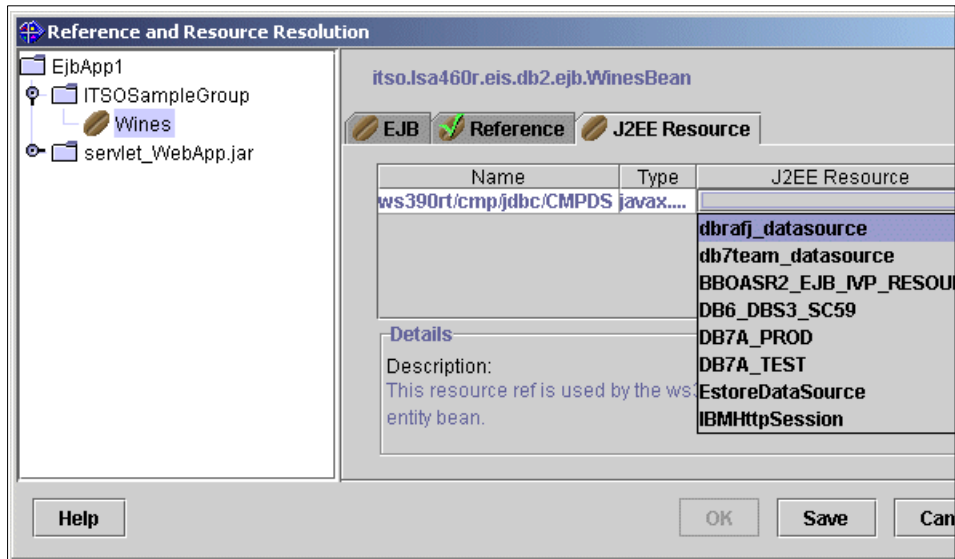 Reference and Resource Resolution
EjbApp1
ITSOSampleGroup
Wines
servlet_WebApp.jar
itso.lsa460r.eis.db2.ejb.WinesBean
EJB Reference J2EE Resource
Name Type J2EE Resource
ws390rt/cmp/jdbc/CMPDS javax....
dbrafj_datasource
db7team_datasource
BBOASR2_EJB_IVP_RESOU
DB6_DBS3_SC59
DB7A_PROD
DB7A_TEST
EstoreDataSource
IBMHttpSession
Details
Description:
This resource ref is used by the ws3
entity bean.
Help OK Save Can